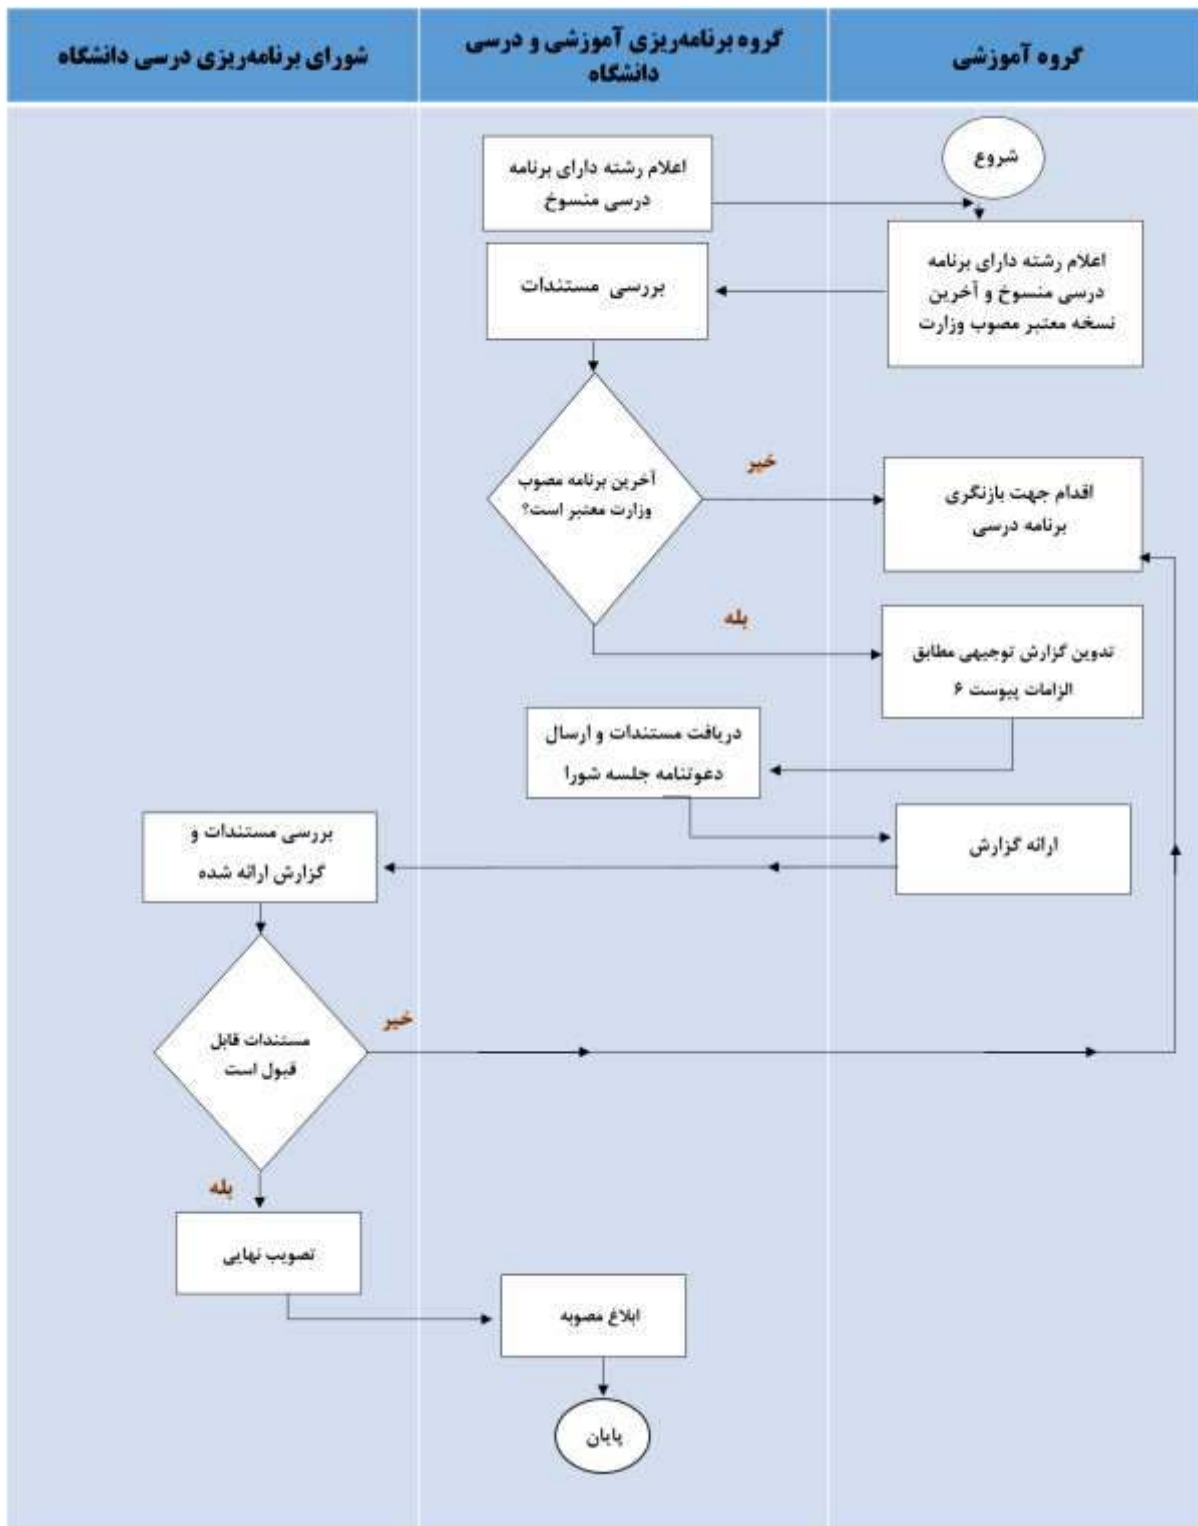 گروه آموزشی
گروه برنامه‌ریزی آموزشی و درسی
دانشگاه
شورای برنامه‌ریزی درسی دانشگاه
شروع
اعلام رشته دارای برنامه
درسی منسوخ
اعلام رشته دارای برنامه
درسی منسوخ و آخرین
نسخه معتبر مصوب وزارت
بررسی مستندات
آخرین برنامه مصوب
وزارت معتبر است؟
خیر
اقدام جهت بازنگری
برنامه درسی
بله
تدوین گزارش توجیهی مطابق
الزامات پیوست ۶
دریافت مستندات و ارسال
دعوتنامه جلسه شورا
ارائه گزارش
بررسی مستندات و
گزارش ارائه شده
مستندات قابل
قبول است
خیر
بله
تصویب نهایی
ابلاغ مصوبه
پایان